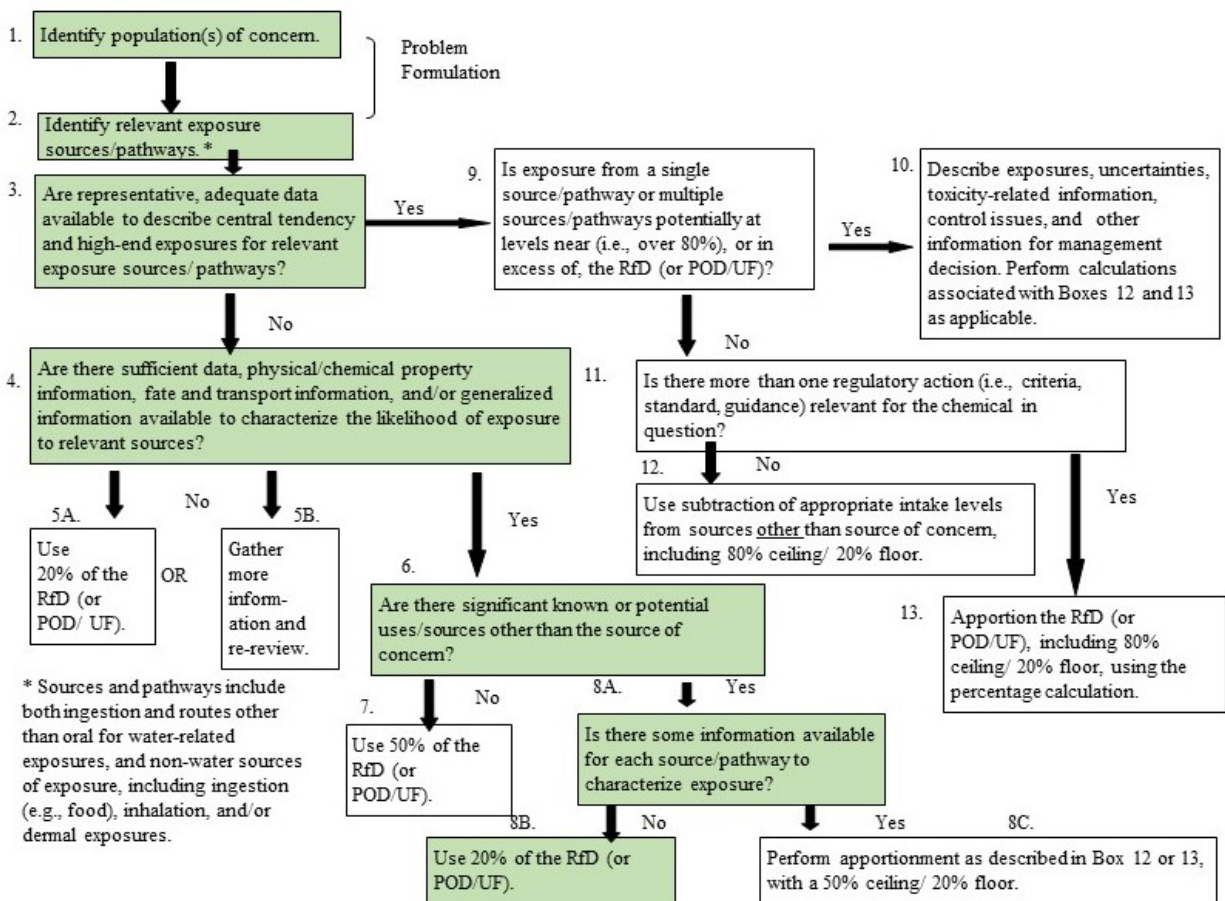 1. Identify population(s) of concern.
Problem
Formulation
2. Identify relevant exposure
sources/pathways. *
3. Are representative, adequate data
available to describe central tendency
and high-end exposures for relevant
exposure sources/ pathways?
Yes
9. Is exposure from a single
source/pathway or multiple
sources/pathways potentially at
levels near (i.e., over 80%), or in
excess of, the RfD (or POD/UF)?
Yes
10. Describe exposures, uncertainties,
toxicity-related information,
control issues, and other
information for management
decision. Perform calculations
associated with Boxes 12 and 13
as applicable.
No
No
4. Are there sufficient data, physical/chemical property
information, fate and transport information, and/or generalized
information available to characterize the likelihood of exposure
to relevant sources?
11. Is there more than one regulatory action (i.e., criteria,
standard, guidance) relevant for the chemical in
question?
No
Yes
12. Use subtraction of appropriate intake levels
from sources other than source of concern,
including 80% ceiling/ 20% floor.
13. Apportion the RfD (or
POD/UF), including 80%
ceiling/ 20% floor, using the
percentage calculation.
No
Yes
5A.
Use
20% of the
RfD (or
POD/ UF).
OR
5B.
Gather
more
inform-
ation and
re-review.
6.
Are there significant known or potential
uses/sources other than the source of
concern?
No
Yes
7.
Use 50% of the
RfD (or
POD/UF).
8A.
Is there some information available
for each source/pathway to
characterize exposure?
No
Yes
8B.
Use 20% of the RfD (or
POD/UF).
8C.
Perform apportionment as described in Box 12 or 13,
with a 50% ceiling/ 20% floor.
* Sources and pathways include
both ingestion and routes other
than oral for water-related
exposures, and non-water sources
of exposure, including ingestion
(e.g., food), inhalation, and/or
dermal exposures.